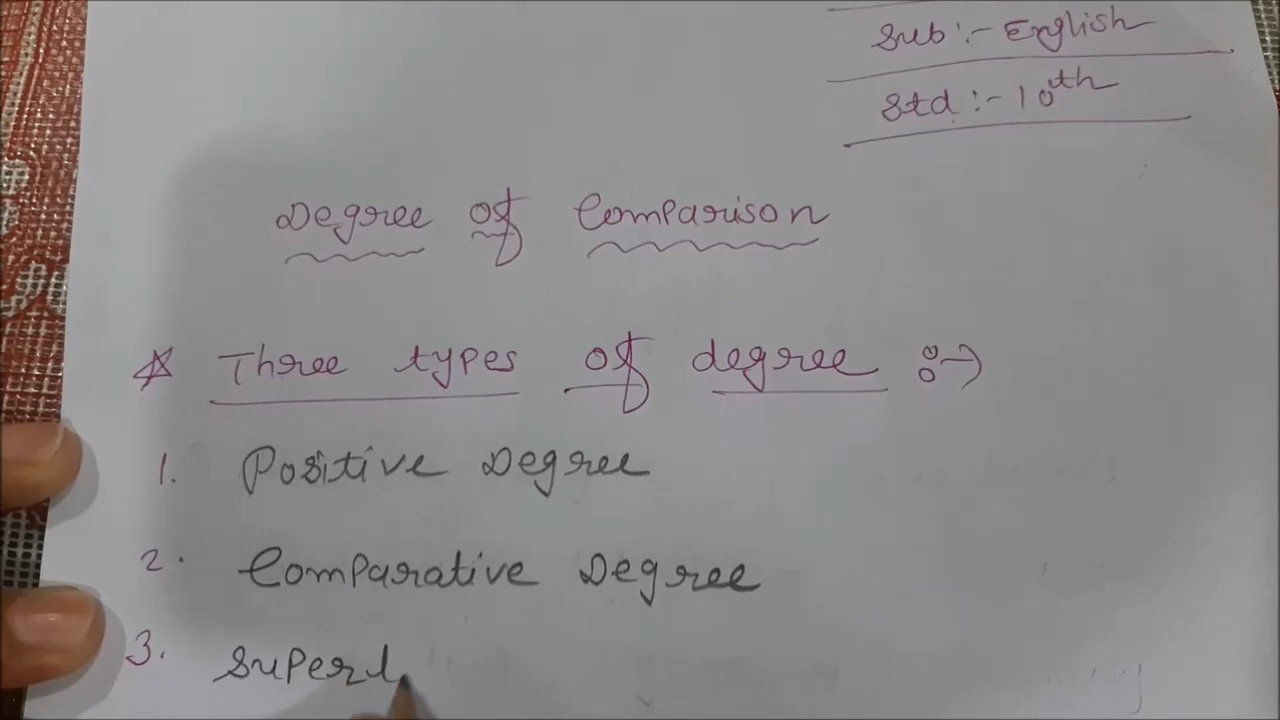 Sub :- English
Std :- 10th
Degree of Comparison
☆ Three types of degree :-)
1. Positive Degree
2. Comparative Degree
3. Superl